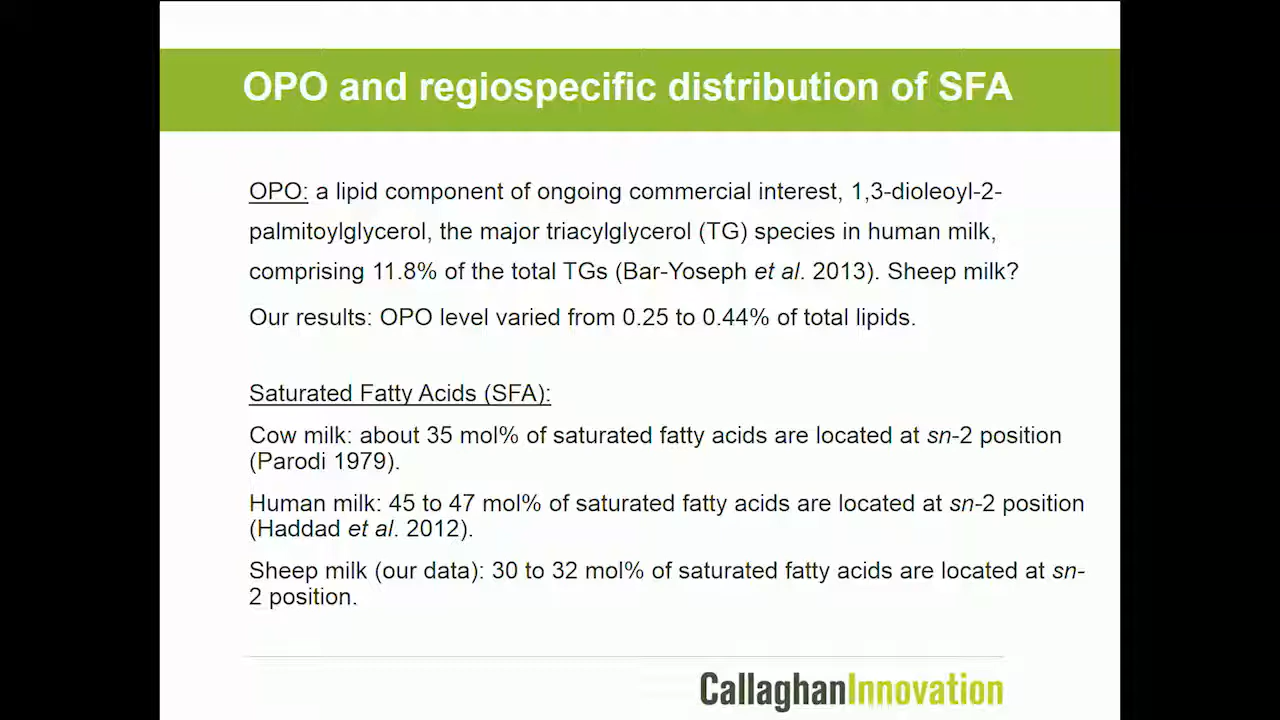 OPO and regiospecific distribution of SFA
OPO: a lipid component of ongoing commercial interest, 1,3-dioleoyl-2-
palmitoylglycerol, the major triacylglycerol (TG) species in human milk,
comprising 11.8% of the total TGs (Bar-Yoseph et al. 2013). Sheep milk?
Our results: OPO level varied from 0.25 to 0.44% of total lipids.
Saturated Fatty Acids (SFA):
Cow milk: about 35 mol% of saturated fatty acids are located at sn-2 position
(Parodi 1979).
Human milk: 45 to 47 mol% of saturated fatty acids are located at sn-2 position
(Haddad et al. 2012).
Sheep milk (our data): 30 to 32 mol% of saturated fatty acids are located at sn-
2 position.
CallaghanInnovation